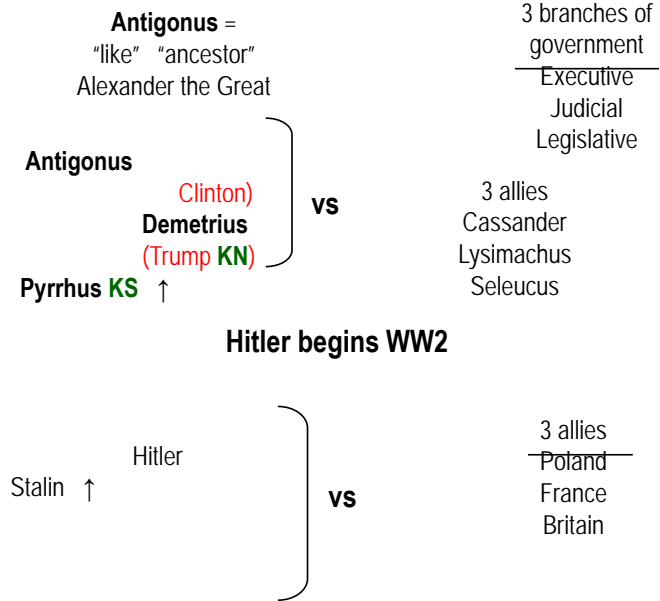 Antigonus =
“like” “ancestor”
Alexander the Great
3 branches of
government
Executive
Judicial
Legislative
Antigonus
Clinton)
Demetrius
(Trump KN)
Pyrrhus KS ↑
vs
3 allies
Cassander
Lysimachus
Seleucus
Hitler begins WW2
Hitler
Stalin ↑
vs
3 allies
Poland
France
Britain